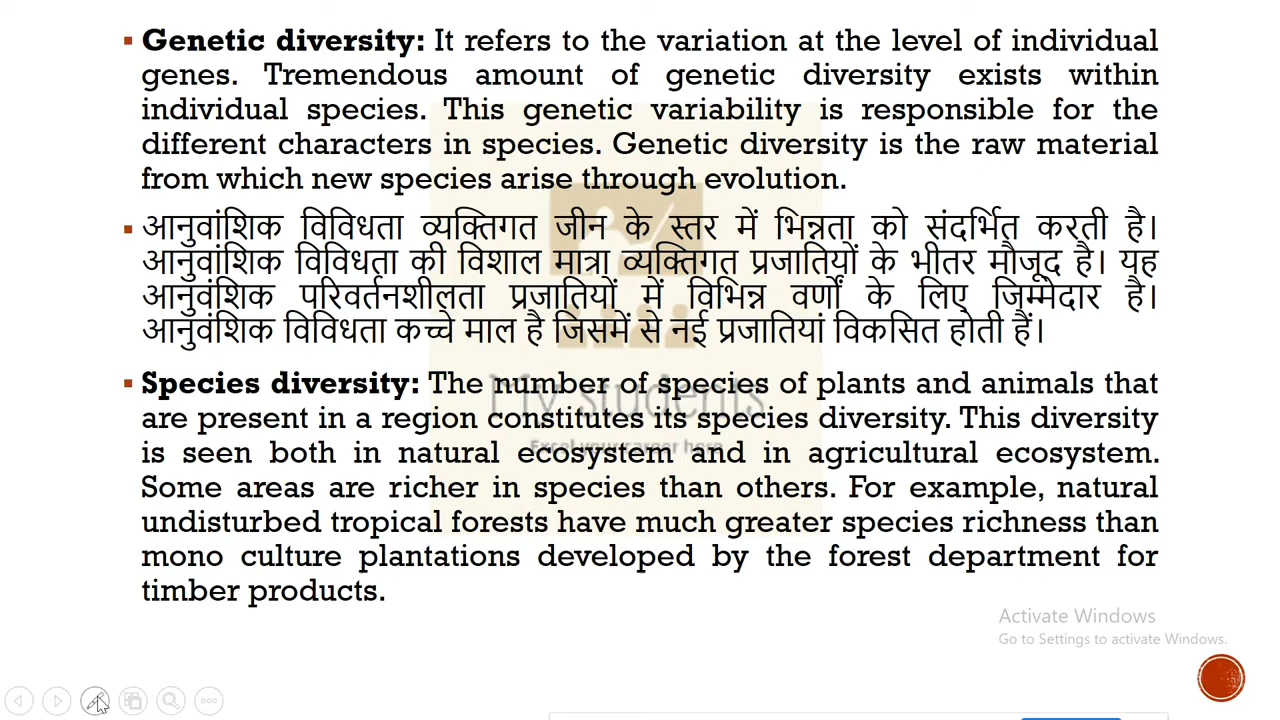 Genetic diversity: It refers to the variation at the level of individual
genes. Tremendous amount of genetic diversity exists within
individual species. This genetic variability is responsible for the
different characters in species. Genetic diversity is the raw material
from which new species arise through evolution.
आनुवांशिक विविधता व्यक्तिगत जीन के स्तर में भिन्नता को संदर्भित करती है।
आनुवांशिक विविधता की विशाल मात्रा व्यक्तिगत प्रजातियों के भीतर मौजूद है। यह
आनुवंशिक परिवर्तनशीलता प्रजातियों में विभिन्न वर्णों के लिए जिम्मेदार है।
आनुवंशिक विविधता कच्चे माल है जिसमें से नई प्रजातियां विकसित होती हैं।
Species diversity: The number of species of plants and animals that
are present in a region constitutes its species diversity. This diversity
is seen both in natural ecosystem and in agricultural ecosystem.
Some areas are richer in species than others. For example, natural
undisturbed tropical forests have much greater species richness than
mono culture plantations developed by the forest department for
timber products.
My students
Excel your career here
Activate Windows
Go to Settings to activate Windows.